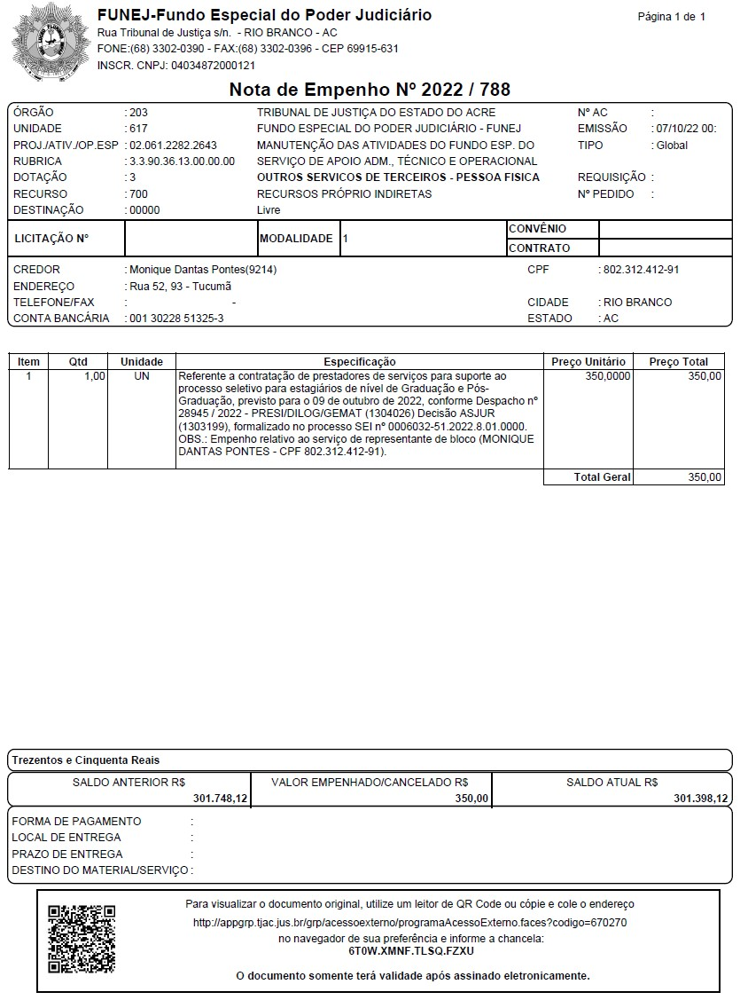 FUNEJ-Fundo Especial do Poder Judiciário
Página 1 de 1
Rua Tribunal de Justiça s/n. - RIO BRANCO - AC
FONE:(68) 3302-0390 - FAX:(68) 3302-0396 - CEP 69915-631
INSCR. CNPJ: 04034872000121
Nota de Empenho Nº 2022 / 788
ÓRGÃO : 203 TRIBUNAL DE JUSTIÇA DO ESTADO DO ACRE Nº AC :
UNIDADE : 617 FUNDO ESPECIAL DO PODER JUDICIÁRIO - FUNEJ EMISSÃO : 07/10/22 00:
PROJ./ATIV./OP.ESP : 02.061.2282.2643 MANUTENÇÃO DAS ATIVIDADES DO FUNDO ESP. DO TIPO : Global
RUBRICA : 3.3.90.36.13.00.00.00 SERVIÇO DE APOIO ADM., TÉCNICO E OPERACIONAL
DOTAÇÃO : 3 OUTROS SERVICOS DE TERCEIROS - PESSOA FISICA REQUISIÇÃO :
RECURSO : 700 RECURSOS PRÓPRIO INDIRETAS Nº PEDIDO :
DESTINAÇÃO : 00000 Livre
LICITAÇÃO Nº MODALIDADE 1 CONVÊNIO
CONTRATO
CREDOR : Monique Dantas Pontes(9214) CPF : 802.312.412-91
ENDEREÇO : Rua 52, 93 - Tucumã
TELEFONE/FAX : - CIDADE : RIO BRANCO
CONTA BANCÁRIA : 001 30228 51325-3 ESTADO : AC
Item Qtd Unidade Especificação Preço Unitário Preço Total
1 1,00 UN Referente a contratação de prestadores de serviços para suporte ao 350,0000 350,00
processo seletivo para estagiários de nível de Graduação e Pós-
Graduação, previsto para o 09 de outubro de 2022, conforme Despacho nº
28945 / 2022 - PRESI/DILOG/GEMAT (1304026) Decisão ASJUR
(1303199), formalizado no processo SEI nº 0006032-51.2022.8.01.0000.
OBS.: Empenho relativo ao serviço de representante de bloco (MONIQUE
DANTAS PONTES - CPF 802.312.412-91).
Total Geral 350,00
Trezentos e Cinquenta Reais
SALDO ANTERIOR R$ VALOR EMPENHADO/CANCELADO R$ SALDO ATUAL R$
301.748,12 350,00 301.398,12
FORMA DE PAGAMENTO :
LOCAL DE ENTREGA :
PRAZO DE ENTREGA :
DESTINO DO MATERIAL/SERVIÇO :
Para visualizar o documento original, utilize um leitor de QR Code ou cópie e cole o endereço
http://appgrp.tjac.jus.br/grp/acessoexterno/programaAcessoExterno.faces?codigo=670270
no navegador de sua preferência e informe a chancela:
6T0W.XMNF.TLSQ.FZXU
O documento somente terá validade após assinado eletronicamente.